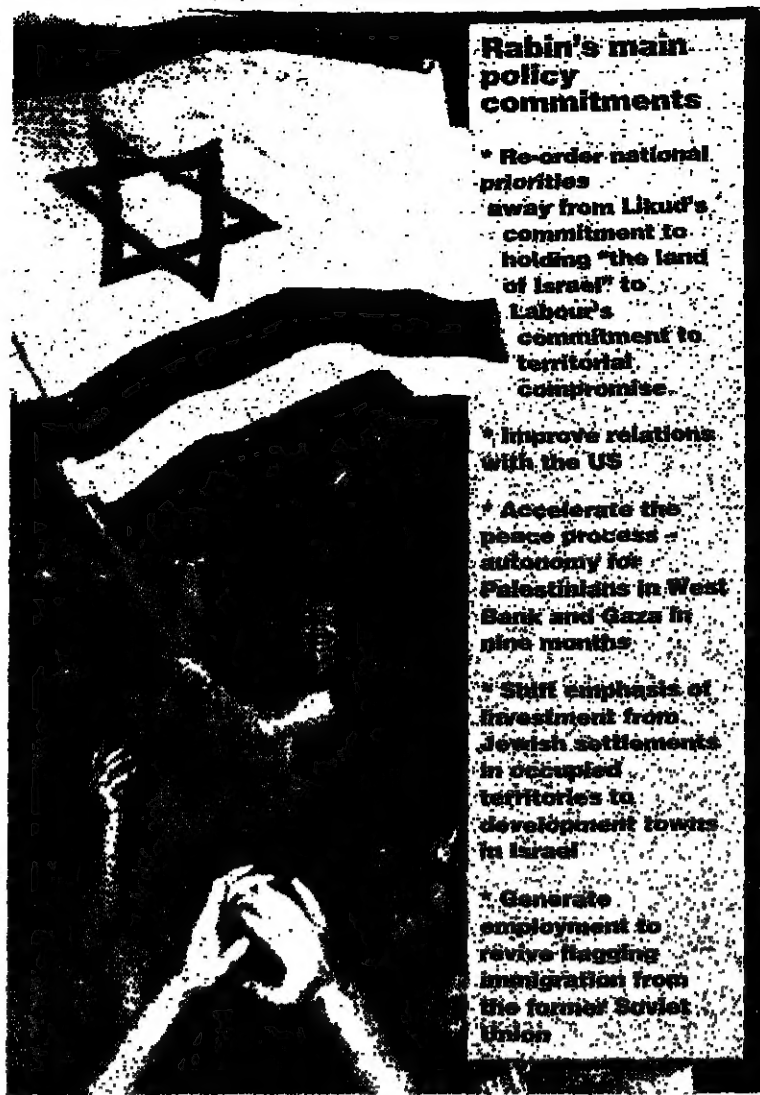 Rabin's main
policy
commitments
* Re-order national
priorities
away from Likud's
commitment to
holding "the land
of Israel" to
Labour's
commitment to
territorial
compromise.
* Improve relations
with the US
* Accelerate the
peace process –
autonomy for
Palestinians in West
Bank and Gaza in
nine months
* Shift emphasis of
investment from
Jewish settlements
in occupied
territories to
development towns
in Israel
* Generate
employment to
revive flagging
immigration from
the former Soviet
Union